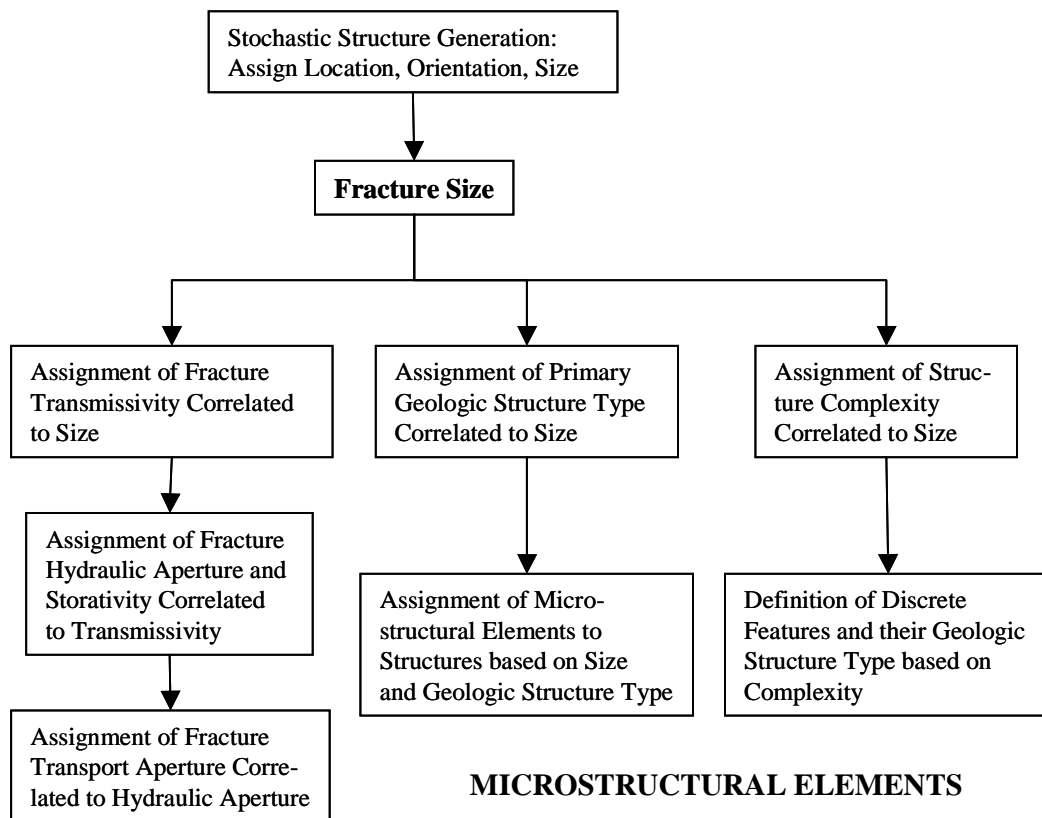 Stochastic Structure Generation:
Assign Location, Orientation, Size
Fracture Size
Assignment of Fracture
Transmissivity Correlated
to Size
Assignment of Primary
Geologic Structure Type
Correlated to Size
Assignment of Struc-
ture Complexity
Correlated to Size
Assignment of Fracture
Hydraulic Aperture and
Storativity Correlated
to Transmissivity
Assignment of Micro-
structural Elements to
Structures based on Size
and Geologic Structure Type
Definition of Discrete
Features and their Geologic
Structure Type based on
Complexity
Assignment of Fracture
Transport Aperture Corre-
lated to Hydraulic Aperture
MICROSTRUCTURAL ELEMENTS